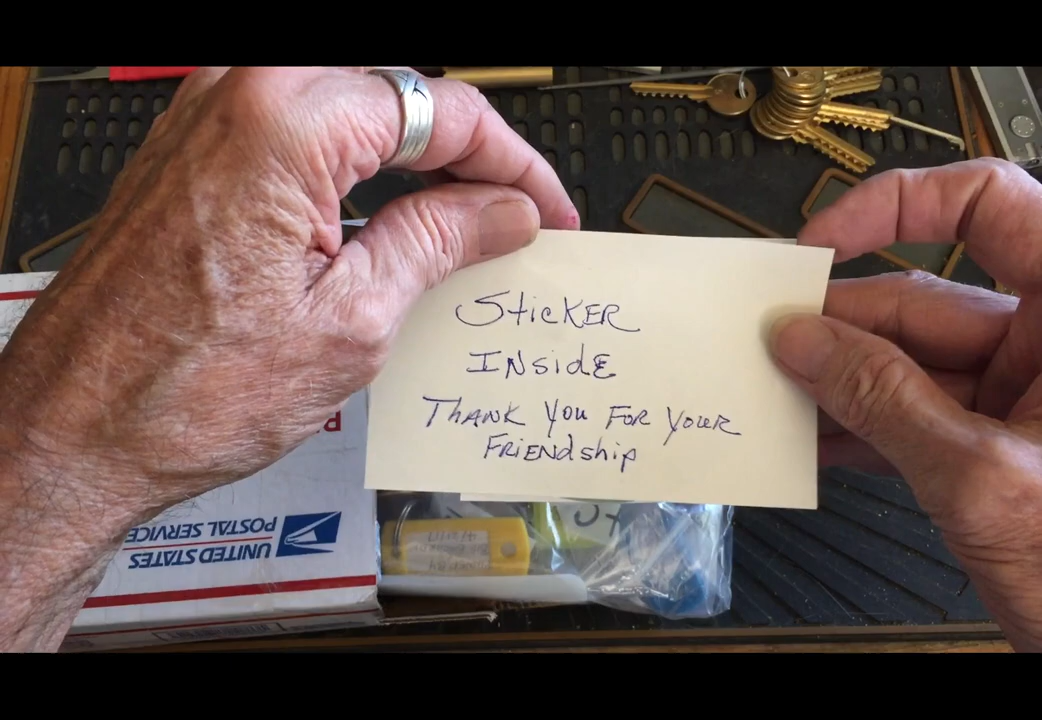 Sticker
Inside
Thank you for your
Friendship
UNITED STATES
POSTAL SERVICE